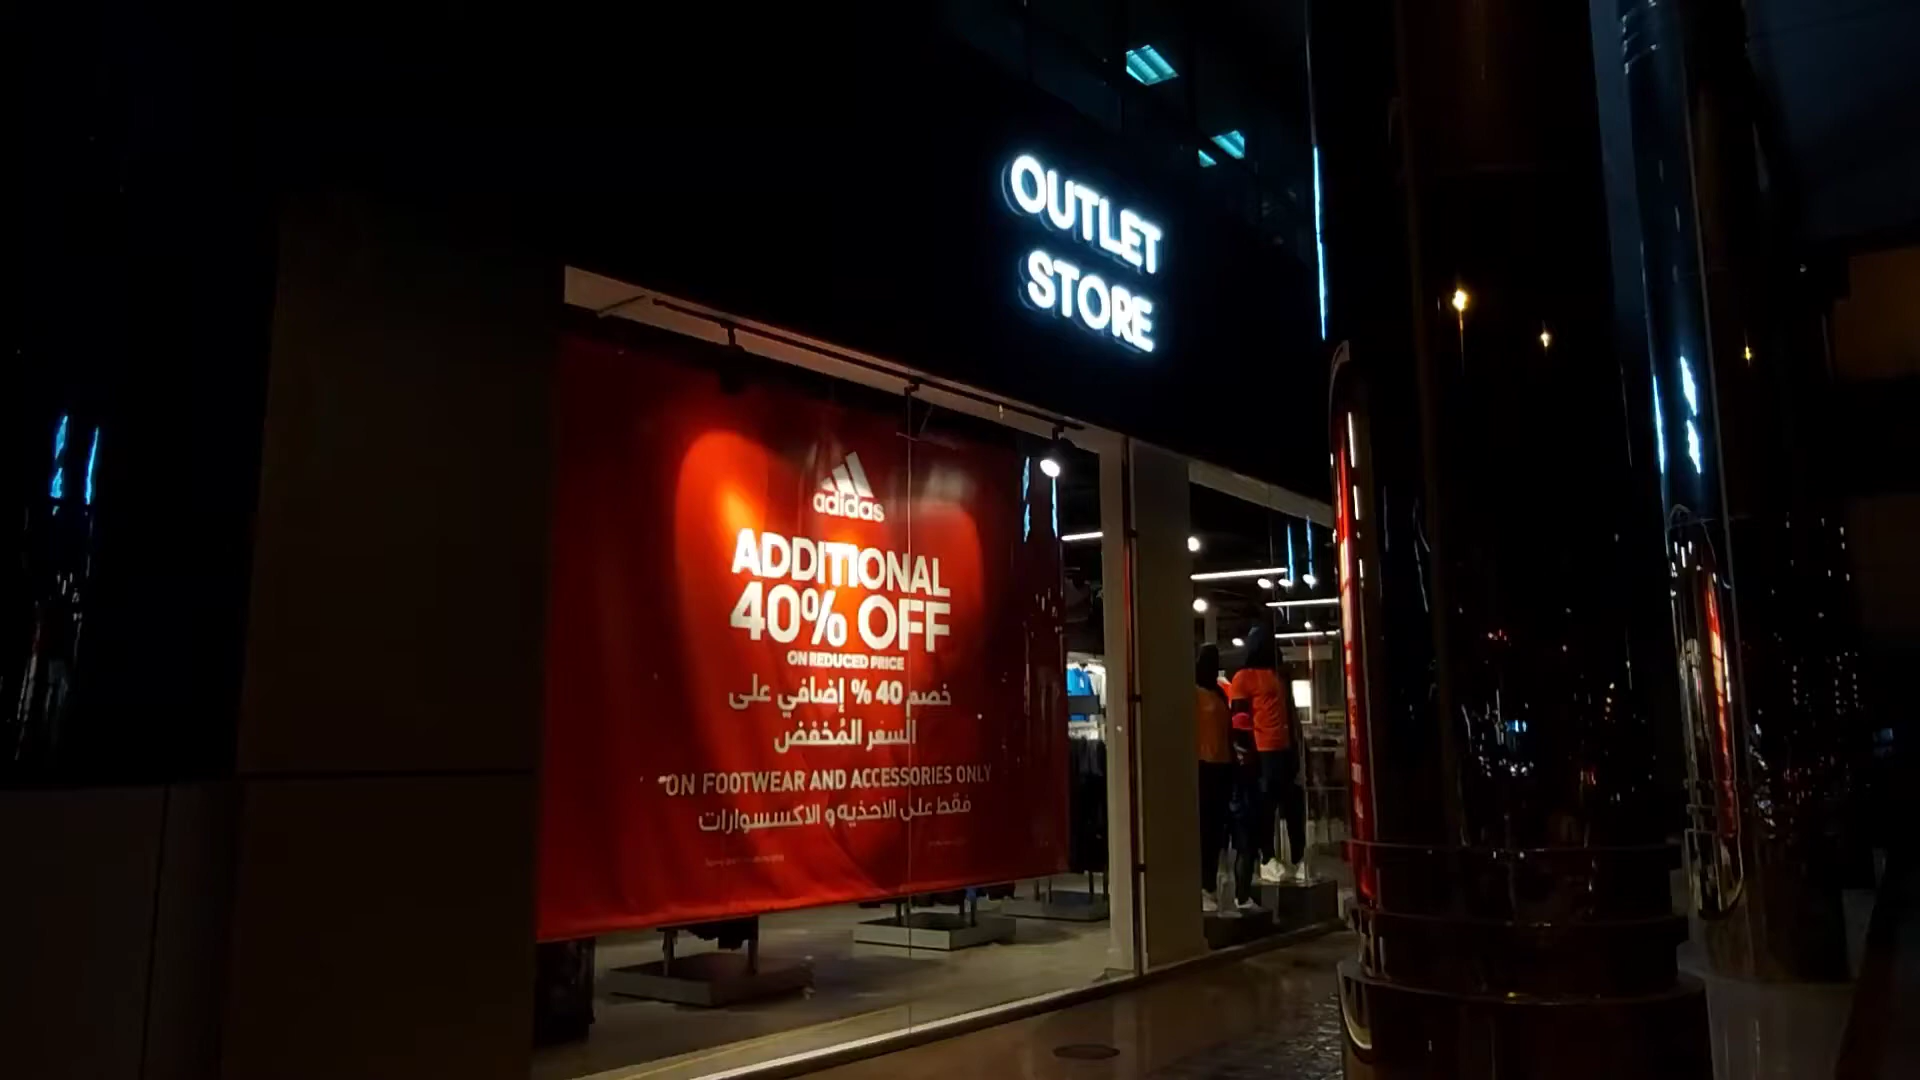 OUTLET
STORE
adidas
ADDITIONAL
40% OFF
ON REDUCED PRICE
خصم 40 % إضافي على
السعر المُخفض
*ON FOOTWEAR AND ACCESSORIES ONLY
فقط على الاحذيه و الاكسسوارات